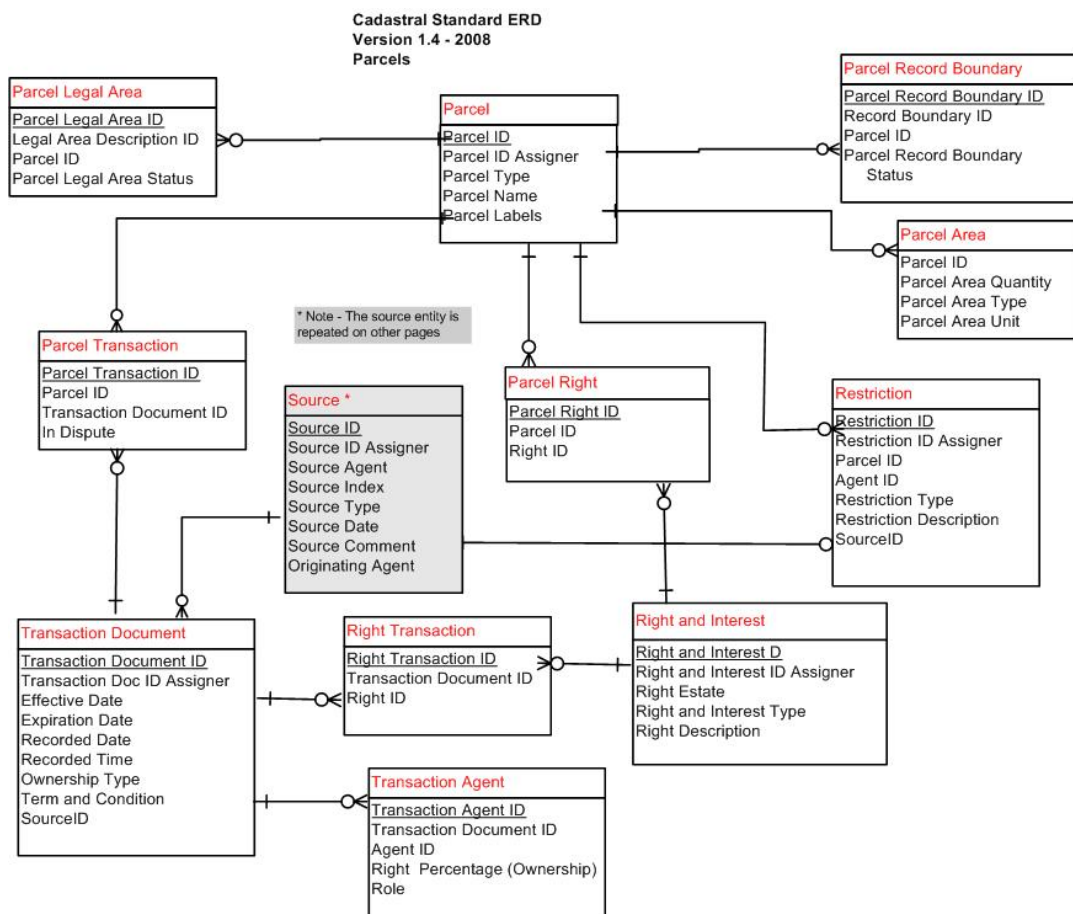 Cadastral Standard ERD
Version 1.4 - 2008
Parcels
Parcel Legal Area
Parcel Legal Area ID
Legal Area Description ID
Parcel ID
Parcel Legal Area Status
Parcel
Parcel ID
Parcel ID Assigner
Parcel Type
Parcel Name
Parcel Labels
Parcel Record Boundary
Parcel Record Boundary ID
Record Boundary ID
Parcel ID
Parcel Record Boundary
Status
Parcel Area
Parcel ID
Parcel Area Quantity
Parcel Area Type
Parcel Area Unit
* Note - The source entity is
repeated on other pages
Parcel Transaction
Parcel Transaction ID
Parcel ID
Transaction Document ID
In Dispute
Source *
Source ID
Source ID Assigner
Source Agent
Source Index
Source Type
Source Date
Source Comment
Originating Agent
Parcel Right
Parcel Right ID
Parcel ID
Right ID
Restriction
Restriction ID
Restriction ID Assigner
Parcel ID
Agent ID
Restriction Type
Restriction Description
SourceID
Transaction Document
Transaction Document ID
Transaction Doc ID Assigner
Effective Date
Expiration Date
Recorded Date
Recorded Time
Ownership Type
Term and Condition
SourceID
Right Transaction
Right Transaction ID
Transaction Document ID
Right ID
Right and Interest
Right and Interest D
Right and Interest ID Assigner
Right Estate
Right and Interest Type
Right Description
Transaction Agent
Transaction Agent ID
Transaction Document ID
Agent ID
Right Percentage (Ownership)
Role